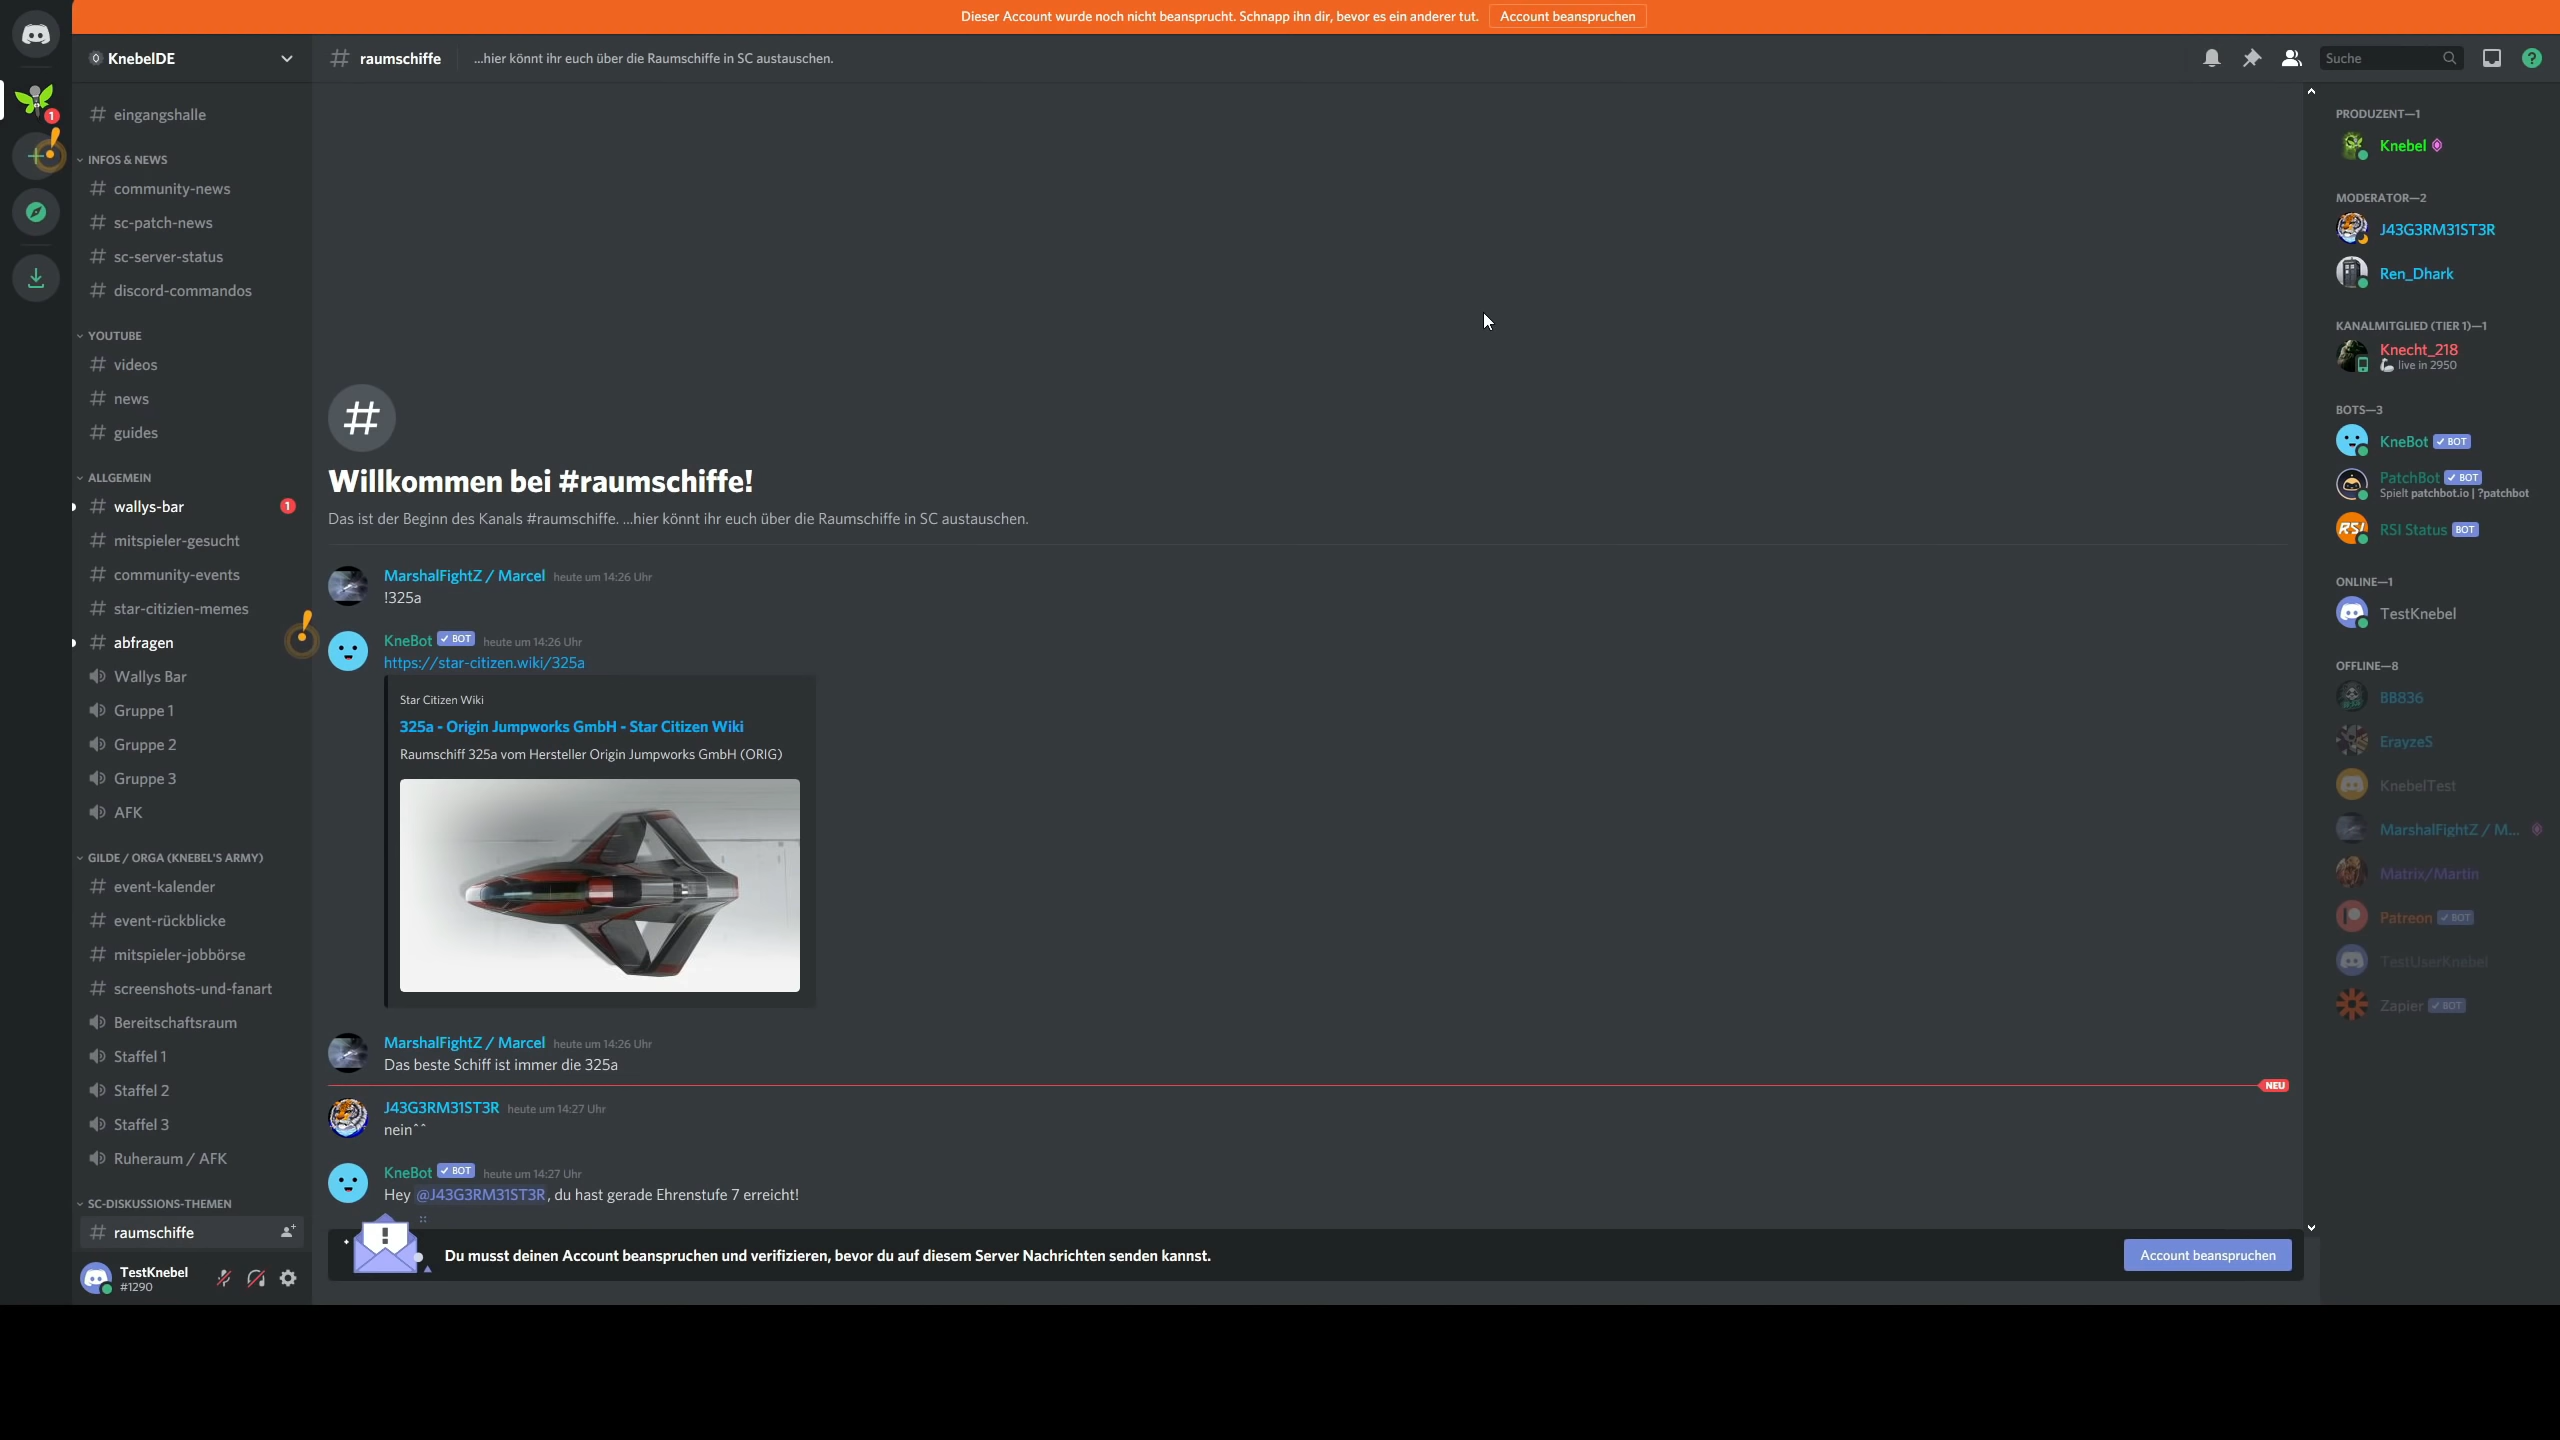 Dieser Account wurde noch nicht beansprucht. Schnapp ihn dir, bevor es ein anderer tut. Account beanspruchen
KnebelDE
raumschiffe ...hier könnt ihr euch über die Raumschiffe in SC austauschen.
Suche
1
eingangshalle
INFOS & NEWS
community-news
sc-patch-news
sc-server-status
discord-commandos
YOUTUBE
videos
news
guides
ALLGEMEIN
wallys-bar 1
mitspieler-gesucht
community-events
star-citizien-memes
abfragen
Wallys Bar
Gruppe 1
Gruppe 2
Gruppe 3
AFK
GILDE / ORGA (KNEBEL'S ARMY)
event-kalender
event-rückblicke
mitspieler-jobbörse
screenshots-und-fanart
Bereitschaftsraum
Staffel 1
Staffel 2
Staffel 3
Ruheraum / AFK
SC-DISKUSSIONS-THEMEN
raumschiffe
TestKnebel
#1290
#
Willkommen bei #raumschiffe!
Das ist der Beginn des Kanals #raumschiffe. ...hier könnt ihr euch über die Raumschiffe in SC austauschen.
MarshalFightZ / Marcel heute um 14:26 Uhr
!325a
KneBot BOT heute um 14:26 Uhr
https://star-citizen.wiki/325a
Star Citizen Wiki
325a - Origin Jumpworks GmbH - Star Citizen Wiki
Raumschiff 325a vom Hersteller Origin Jumpworks GmbH (ORIG)
MarshalFightZ / Marcel heute um 14:26 Uhr
Das beste Schiff ist immer die 325a
NEU
J43G3RM31ST3R heute um 14:27 Uhr
nein^^
KneBot BOT heute um 14:27 Uhr
Hey @J43G3RM31ST3R, du hast gerade Ehrenstufe 7 erreicht!
Du musst deinen Account beanspruchen und verifizieren, bevor du auf diesem Server Nachrichten senden kannst. Account beanspruchen
PRODUZENT—1
Knebel
MODERATOR—2
J43G3RM31ST3R
Ren_Dhark
KANALMITGLIED (TIER 1)—1
Knecht_218
live in 2950
BOTS—3
KneBot BOT
PatchBot BOT
Spielt patchbot.io | ?patchbot
RSI RSI Status BOT
ONLINE—1
TestKnebel
OFFLINE—8
BB836
ErayzeS
KnebelTest
MarshalFightZ / M...
Matrix/Martin
Patreon BOT
TestUserKnebel
Zapier BOT